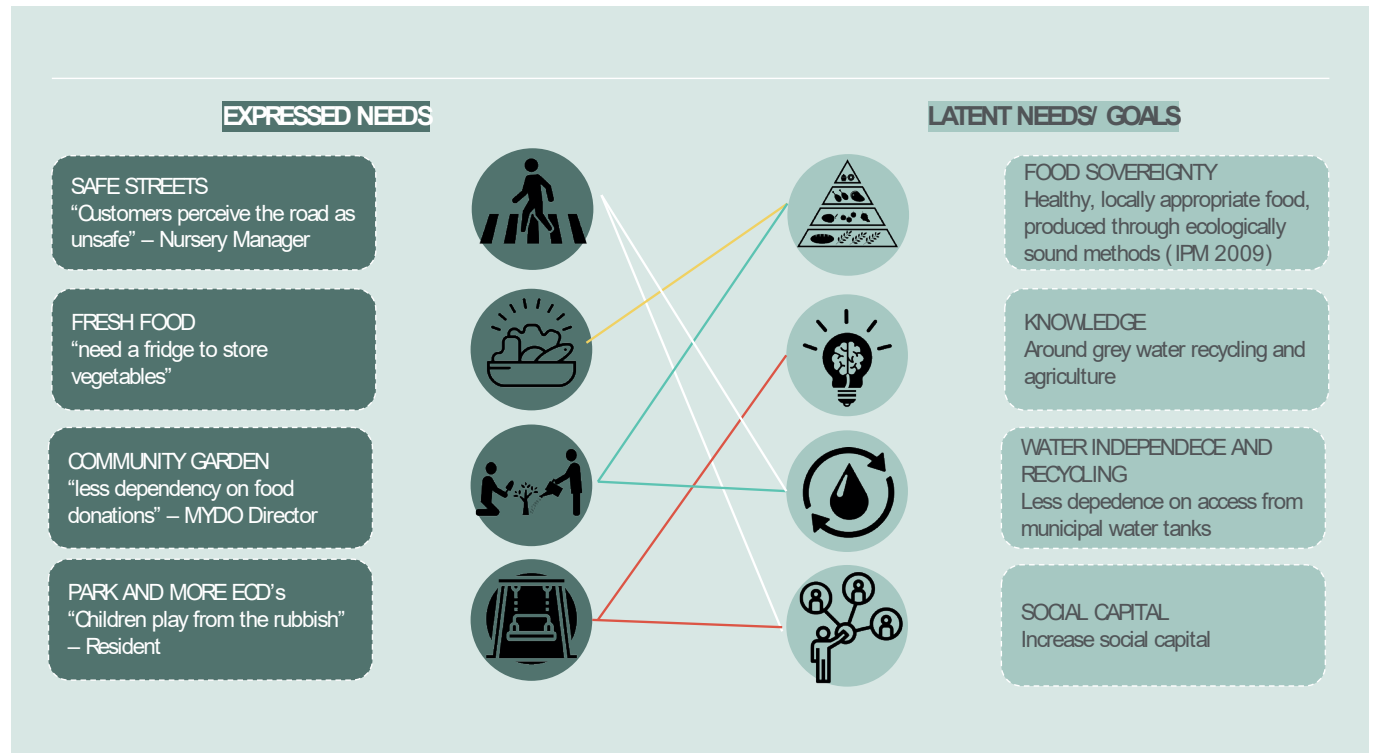 EXPRESSED NEEDS
LATENT NEEDS/ GOALS
SAFE STREETS
“Customers perceive the road as
unsafe” – Nursery Manager
FRESH FOOD
“need a fridge to store
vegetables”
COMMUNITY GARDEN
“less dependency on food
donations” – MYDO Director
PARK AND MORE ECD’s
“Children play from the rubbish”
– Resident
FOOD SOVEREIGNTY
Healthy, locally appropriate food,
produced through ecologically
sound methods ( IPM 2009)
KNOWLEDGE
Around grey water recycling and
agriculture
WATER INDEPENDECE AND
RECYCLING
Less depedence on access from
municipal water tanks
SOCIAL CAPITAL
Increase social capital